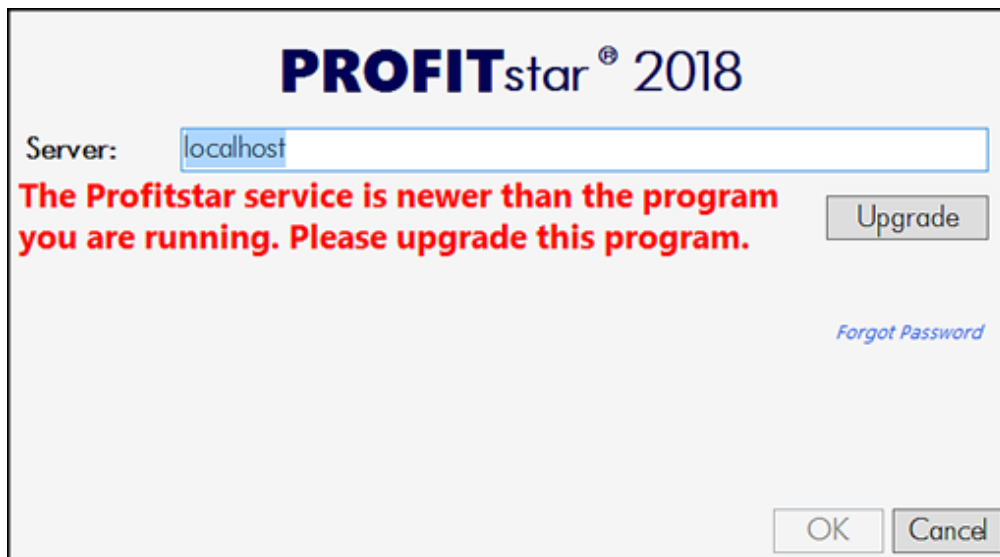 PROFITstar® 2018
Server: localhost
The Profitstar service is newer than the program
you are running. Please upgrade this program.
Upgrade
Forgot Password
OK Cancel